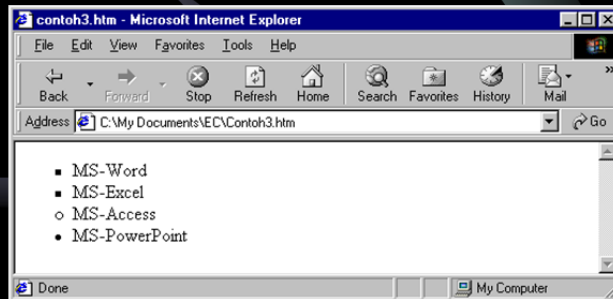 contoh3.htm - Microsoft Internet Explorer
File Edit View Favorites Tools Help
Back Forward Stop Refresh Home Search Favorites History Mail »
Address C:\My Documents\EC\Contoh3.htm Go
MS-Word
MS-Excel
MS-Access
MS-PowerPoint
Done My Computer